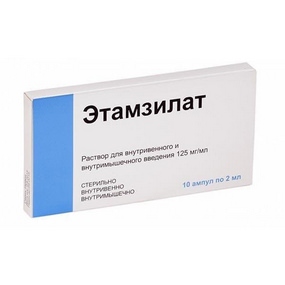 Этамзилат
Раствор для внутривенного и
внутримышечного введения 125 мг/мл
СТЕРИЛЬНО
ВНУТРИВЕННО
ВНУТРИМЫШЕЧНО
10 ампул по 2 мл